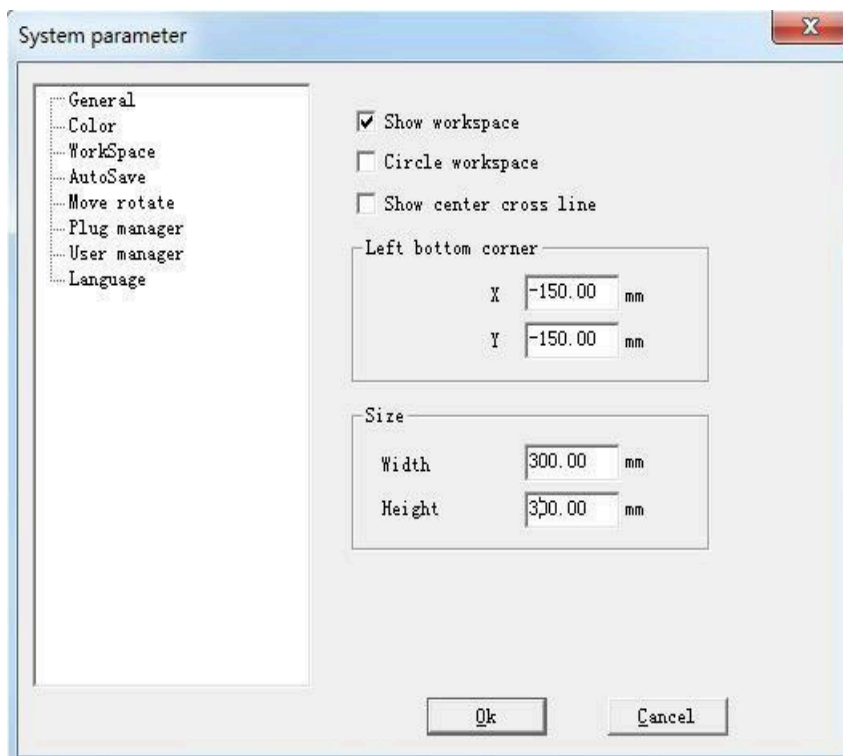 System parameter
General
Color
WorkSpace
AutoSave
Move rotate
Plug manager
User manager
Language
Show workspace
Circle workspace
Show center cross line
Left bottom corner
X -150.00 mm
Y -150.00 mm
Size
Width 300.00 mm
Height 300.00 mm
Ok
Cancel